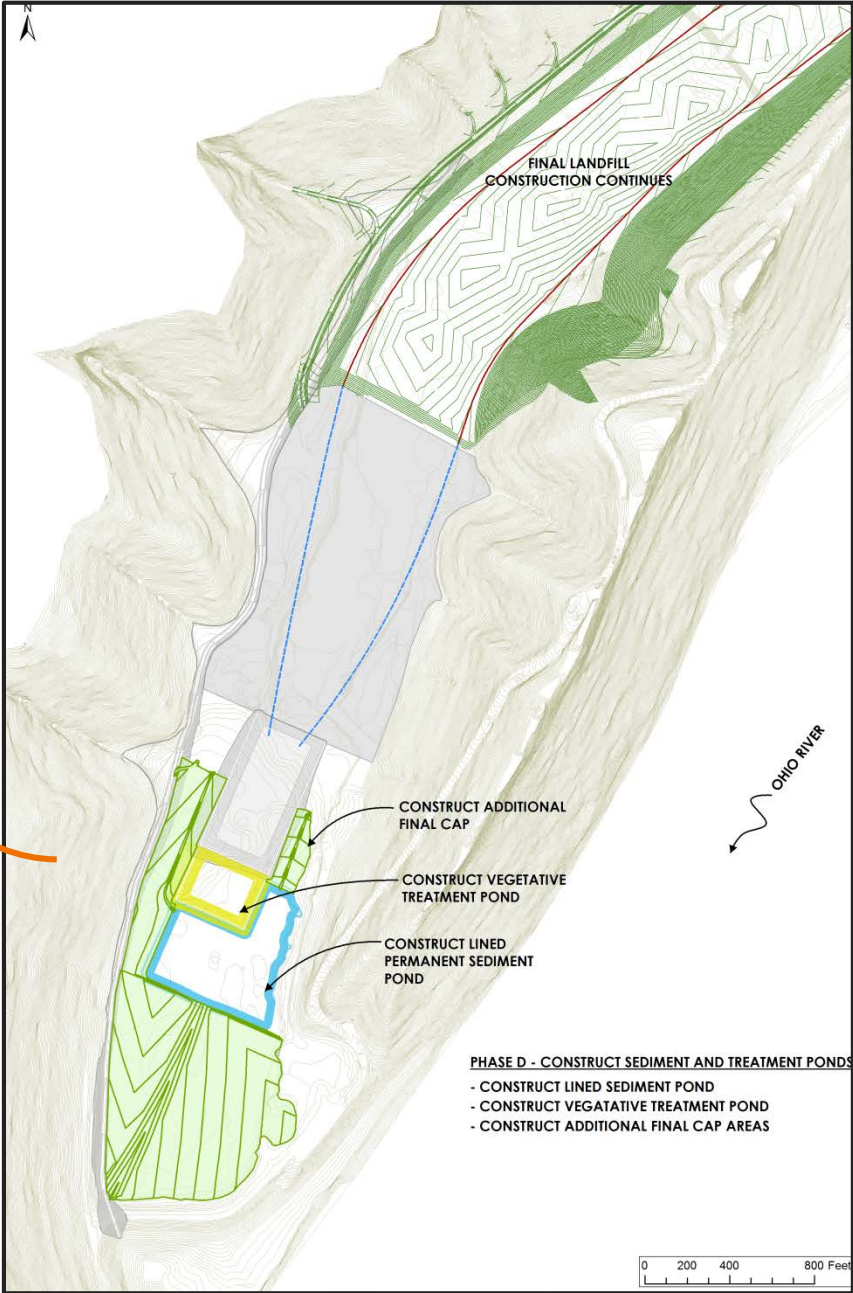 N
FINAL LANDFILL
CONSTRUCTION CONTINUES
OHIO RIVER
CONSTRUCT ADDITIONAL
FINAL CAP
CONSTRUCT VEGETATIVE
TREATMENT POND
CONSTRUCT LINED
PERMANENT SEDIMENT
POND
PHASE D - CONSTRUCT SEDIMENT AND TREATMENT PONDS
- CONSTRUCT LINED SEDIMENT POND
- CONSTRUCT VEGATATIVE TREATMENT POND
- CONSTRUCT ADDITIONAL FINAL CAP AREAS
0 200 400 800 Feet